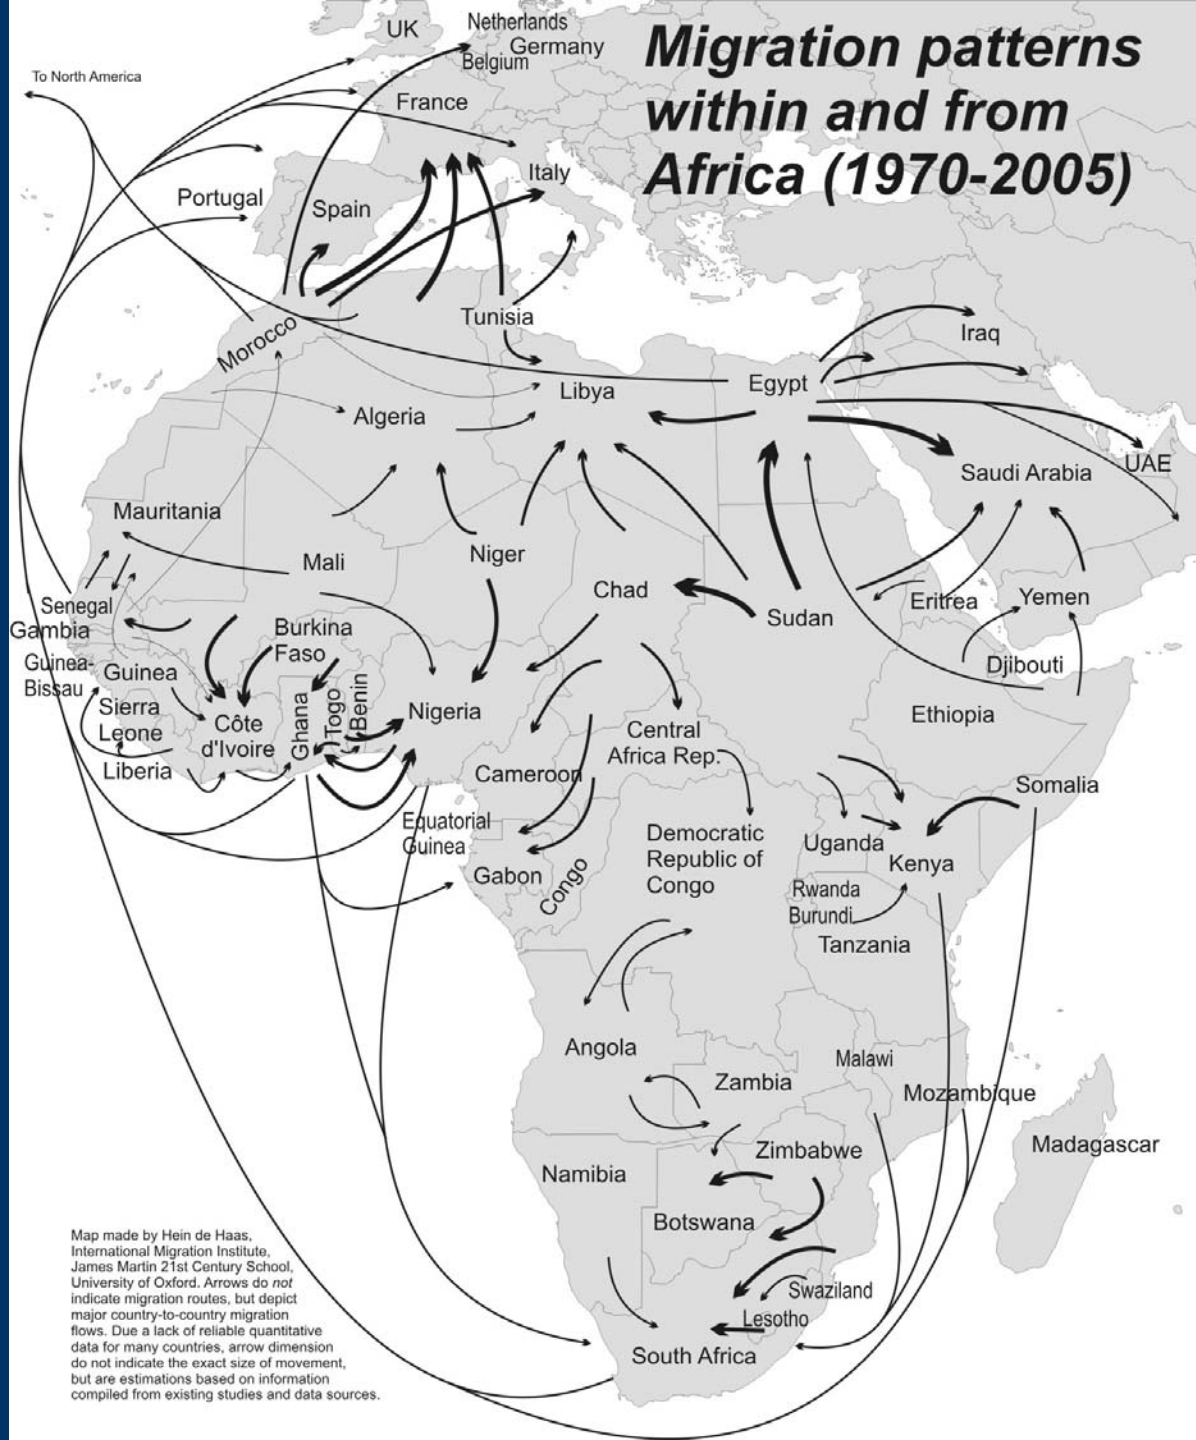 Migration patterns
within and from
Africa (1970-2005)
UK
Netherlands
Germany
Belgium
To North America
France
Italy
Portugal
Spain
Tunisia
Morocco
Iraq
Egypt
Libya
Algeria
UAE
Saudi Arabia
Mauritania
Mali
Niger
Chad
Sudan
Eritrea
Yemen
Senegal
Gambia
Burkina
Faso
Guinea-
Bissau
Guinea
Djibouti
Sierra
Leone
Côte
d'Ivoire
Ghana
Togo
Benin
Nigeria
Ethiopia
Central
Africa Rep.
Liberia
Cameroon
Somalia
Equatorial
Guinea
Democratic
Republic of
Congo
Uganda
Kenya
Gabon
Congo
Rwanda
Burundi
Tanzania
Angola
Malawi
Zambia
Mozambique
Madagascar
Zimbabwe
Namibia
Botswana
Swaziland
Lesotho
South Africa
Map made by Hein de Haas,
International Migration Institute,
James Martin 21st Century School,
University of Oxford. Arrows do not
indicate migration routes, but depict
major country-to-country migration
flows. Due a lack of reliable quantitative
data for many countries, arrow dimension
do not indicate the exact size of movement,
but are estimations based on information
compiled from existing studies and data sources.